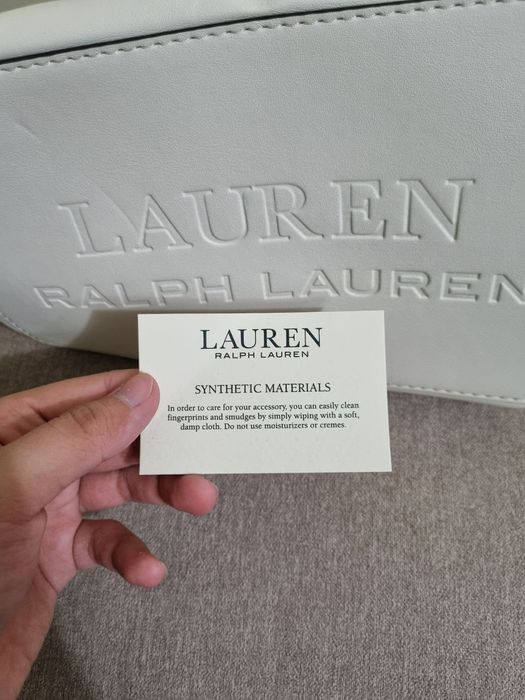 LAUREN
RALPH LAUREN
LAUREN
RALPH LAUREN
SYNTHETIC MATERIALS
In order to care for your accessory, you can easily clean
fingerprints and smudges by simply wiping with a soft,
damp cloth. Do not use moisturizers or cremes.